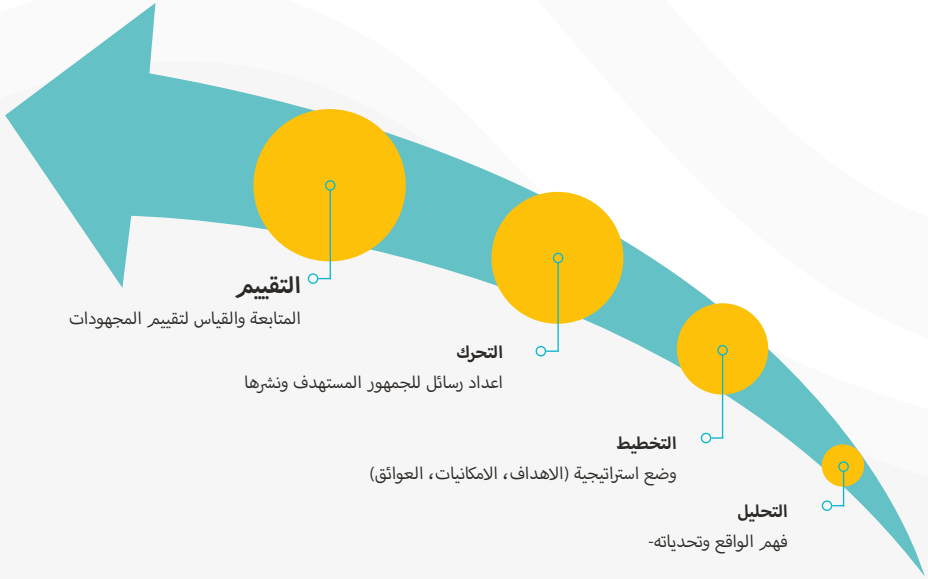 التقييم
المتابعة والقياس لتقييم المجهودات
التحرك
اعداد رسائل للجمهور المستهدف ونشرها
التخطيط
وضع استراتيجية (الاهداف، الامكانيات، العوائق)
التحليل
فهم الواقع وتحدياته-